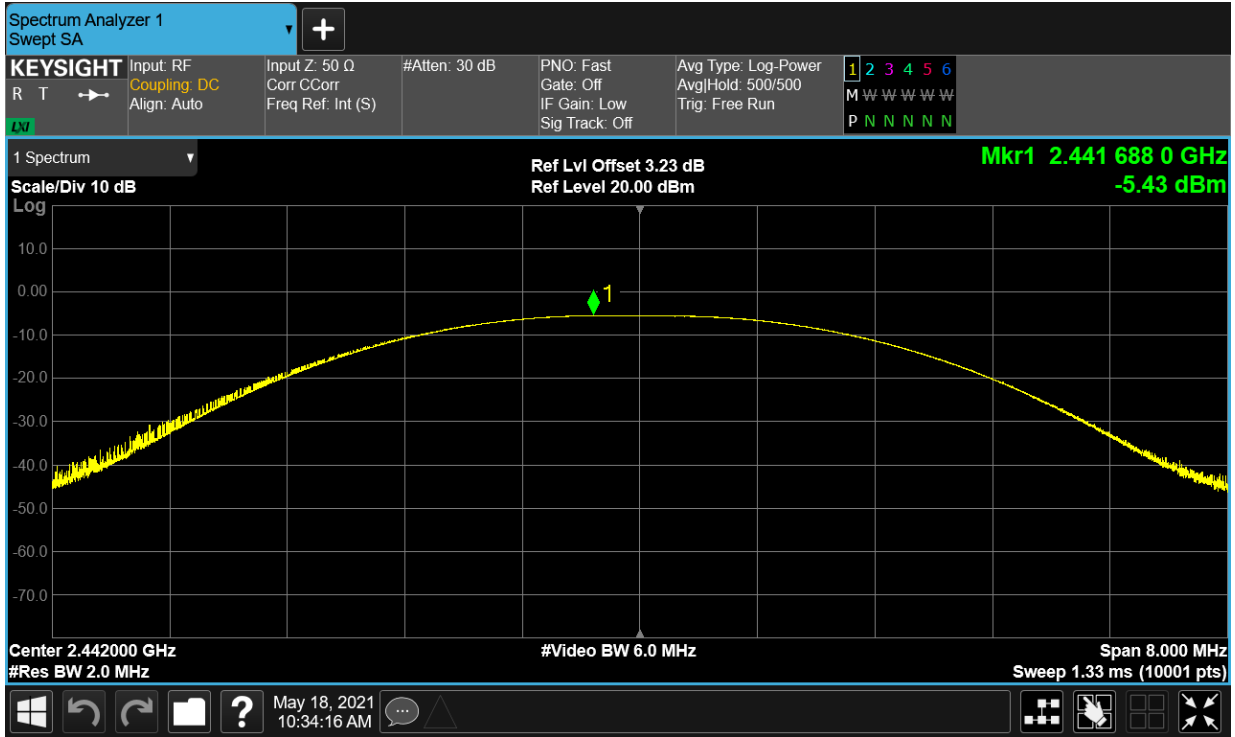 Spectrum Analyzer 1
Swept SA
KEYSIGHT
R T
LXI
Input: RF
Coupling: DC
Align: Auto
Input Z: 50 Ω
Corr CCorr
Freq Ref: Int (S)
#Atten: 30 dB
PNO: Fast
Gate: Off
IF Gain: Low
Sig Track: Off
Avg Type: Log-Power
Avg|Hold: 500/500
Trig: Free Run
1 2 3 4 5 6
M W W W W W
P N N N N N
1 Spectrum
Scale/Div 10 dB
Log
Ref Lvl Offset 3.23 dB
Ref Level 20.00 dBm
Mkr1 2.441 688 0 GHz
-5.43 dBm
10.0
0.00
1
-10.0
-20.0
-30.0
-40.0
-50.0
-60.0
-70.0
Center 2.442000 GHz
#Res BW 2.0 MHz
#Video BW 6.0 MHz
Span 8.000 MHz
Sweep 1.33 ms (10001 pts)
?
May 18, 2021
10:34:16 AM